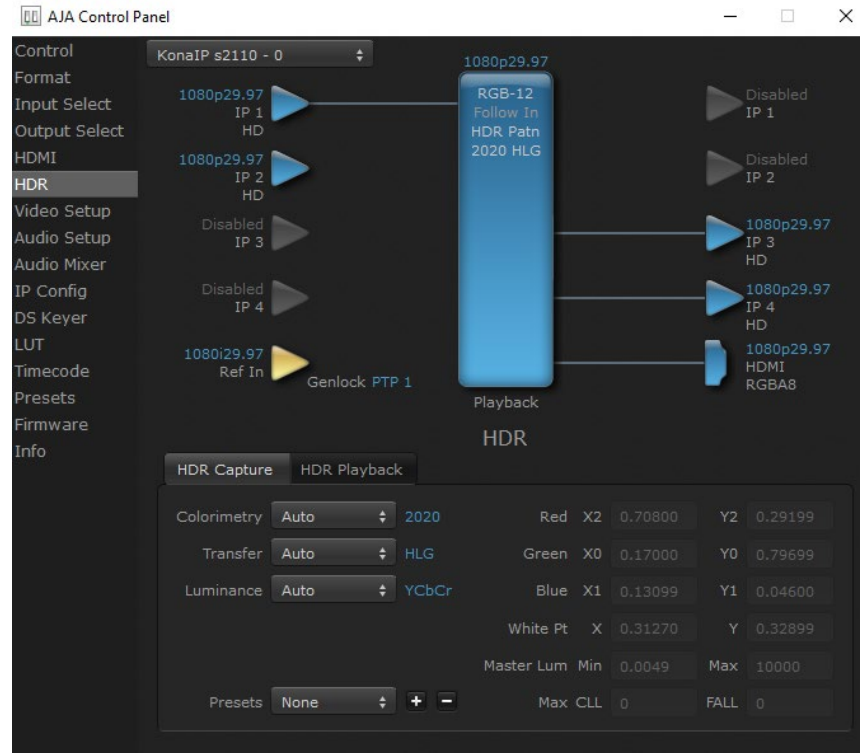 AJA Control Panel
Control
Format
Input Select
Output Select
HDMI
HDR
Video Setup
Audio Setup
Audio Mixer
IP Config
DS Keyer
LUT
Timecode
Presets
Firmware
Info
KonaIP s2110 - 0
1080p29.97
IP 1
HD
1080p29.97
IP 2
HD
Disabled
IP 3
Disabled
IP 4
1080i29.97
Ref In
Genlock PTP 1
1080p29.97
RGB-12
Follow In
HDR Patn
2020 HLG
Playback
Disabled
IP 1
Disabled
IP 2
1080p29.97
IP 3
HD
1080p29.97
IP 4
HD
1080p29.97
HDMI
RGBA8
HDR
HDR Capture HDR Playback
Colorimetry Auto 2020 Red X2 0.70800 Y2 0.29199
Transfer Auto HLG Green X0 0.17000 Y0 0.79699
Luminance Auto YCbCr Blue X1 0.13099 Y1 0.04600
White Pt X 0.31270 Y 0.32899
Master Lum Min 0.0049 Max 10000
Presets None + - Max CLL 0 FALL 0